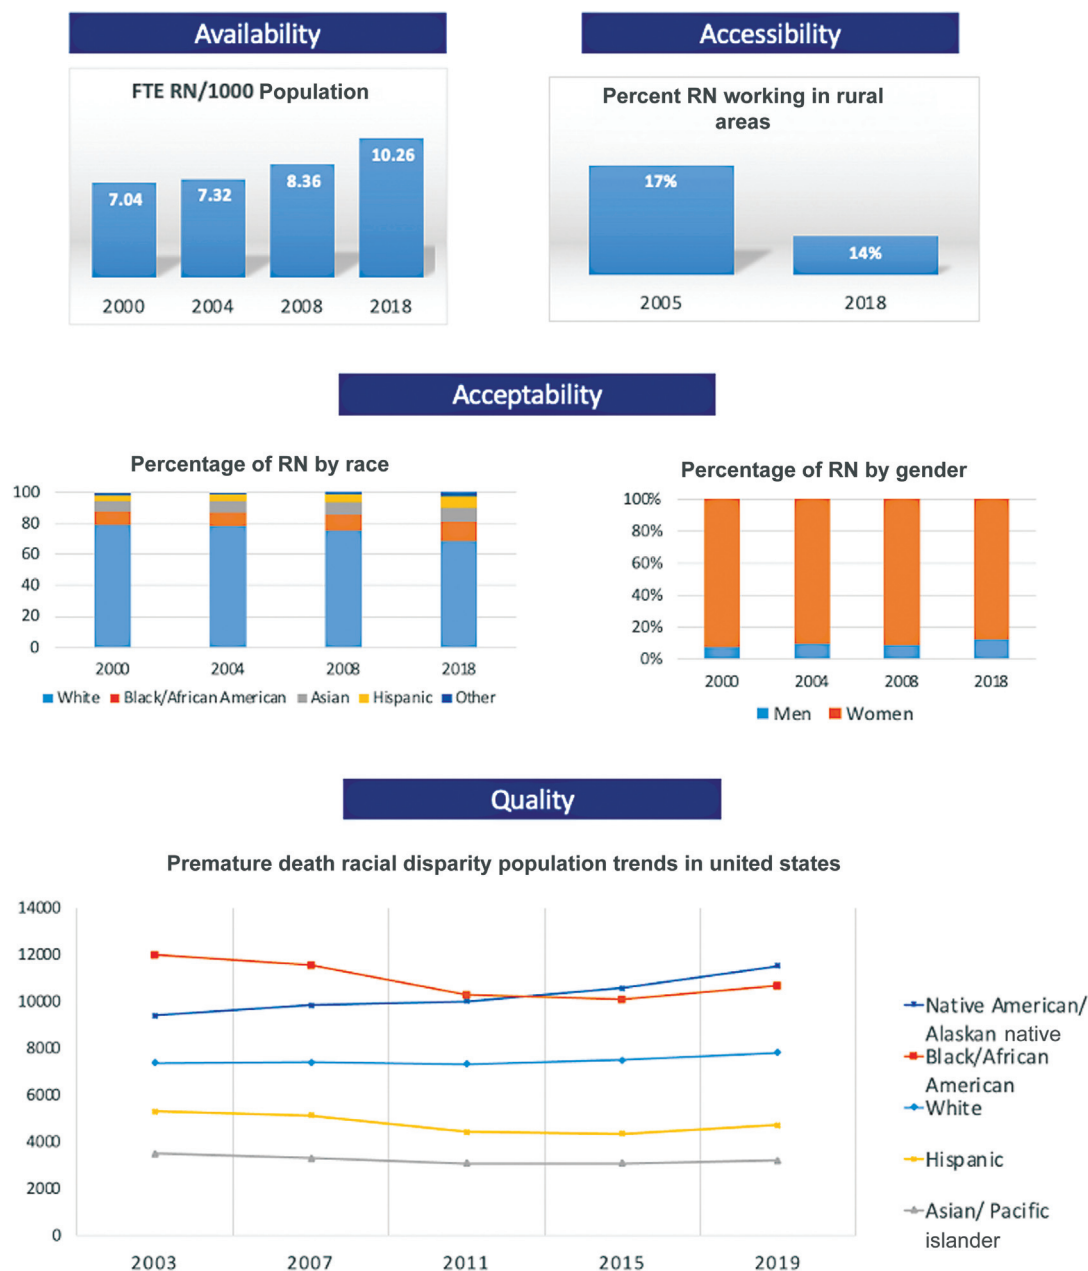 Availability
FTE RN/1000 Population
7.04
7.32
8.36
10.26
2000
2004
2008
2018
Accessibility
Percent RN working in rural
areas
17%
14%
2005
2018
Acceptability
Percentage of RN by race
100
80
60
40
20
0
2000
2004
2008
2018
White
Black/African American
Asian
Hispanic
Other
Percentage of RN by gender
100%
80%
60%
40%
20%
0%
2000
2004
2008
2018
Men
Women
Quality
Premature death racial disparity population trends in united states
14000
12000
10000
8000
6000
4000
2000
0
2003
2007
2011
2015
2019
Native American/
Alaskan native
Black/African
American
White
Hispanic
Asian/ Pacific
islander